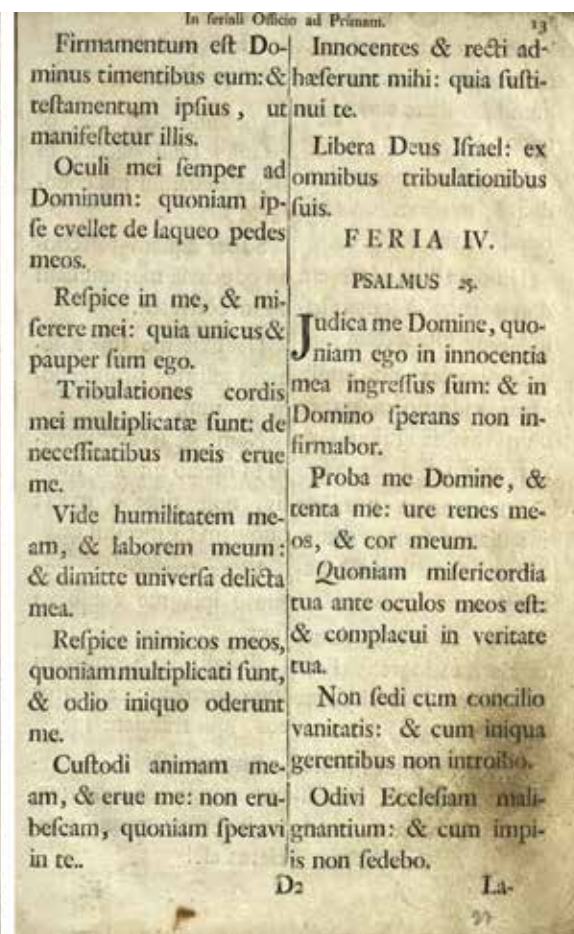 In feriali Officio ad Primam. 13
Firmamentum eſt Do-
minus timentibus eum: &
teſtamentum ipſius , ut
manifeſtetur illis.
Oculi mei ſemper ad
Dominum: quoniam ip-
ſe evellet de laqueo pedes
meos.
Reſpice in me, & mi-
ſerere mei: quia unicus &
pauper ſum ego.
Tribulationes cordis
mei multiplicatæ ſunt: de
neceſſitatibus meis erue
me.
Vide humilitatem me-
am, & laborem meum:
& dimitte univerſa delicta
mea.
Reſpice inimicos meos,
quoniam multiplicati ſunt,
& odio iniquo oderunt
me.
Cuſtodi animam me-
am, & erue me: non eru-
beſcam, quoniam ſperavi
in te..
Innocentes & recti ad-
hæſerunt mihi: quia ſuſti-
nui te.
Libera Deus Iſrael: ex
omnibus tribulationibus
ſuis.
FERIA IV.
PSALMUS 25.
Judica me Domine, quo-
niam ego in innocentia
mea ingreſſus ſum: & in
Domino ſperans non in-
firmabor.
Proba me Domine, &
tenta me: ure renes me-
os, & cor meum.
Quoniam miſericordia
tua ante oculos meos eſt:
& complacui in veritate
tua.
Non ſedi cum concilio
vanitatis: & cum iniqua
gerentibus non introibo.
Odivi Eccleſiam mali-
gnantium: & cum impi-
is non ſedebo.
D2 La-